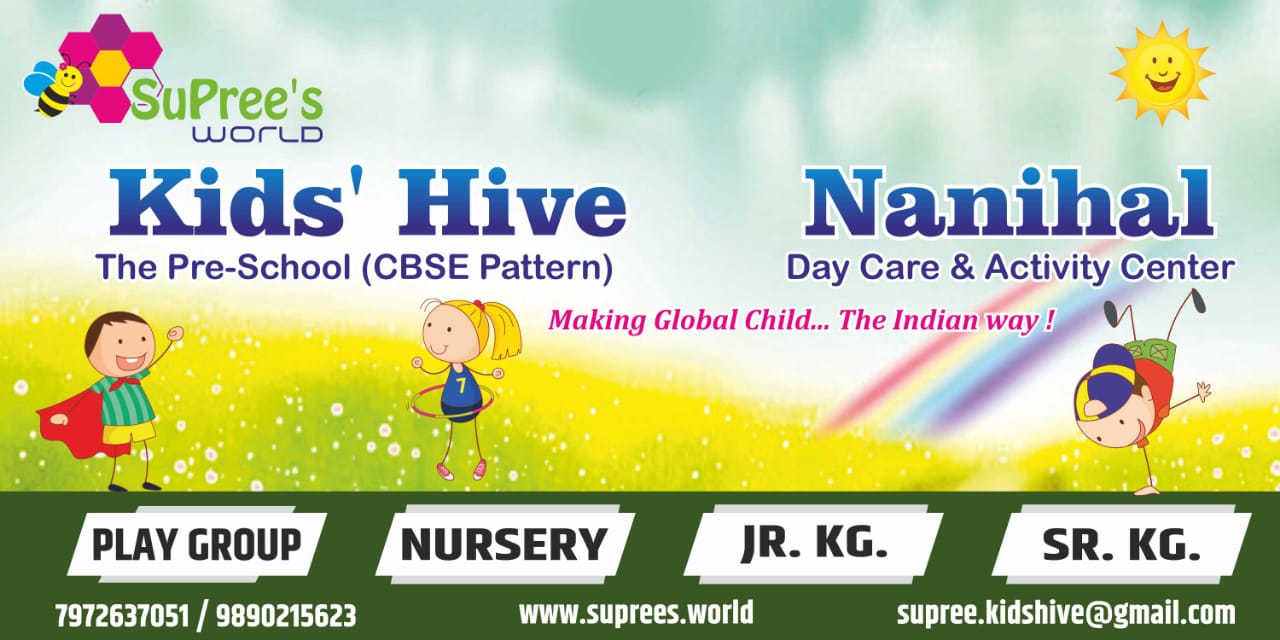 SuPree's
WORLD
Kids' Hive
The Pre-School (CBSE Pattern)
Nanihal
Day Care & Activity Center
Making Global Child... The Indian way !
7
PLAY GROUP
NURSERY
JR. KG.
SR. KG.
7972637051 / 9890215623
www.suprees.world
supree.kidshive@gmail.com